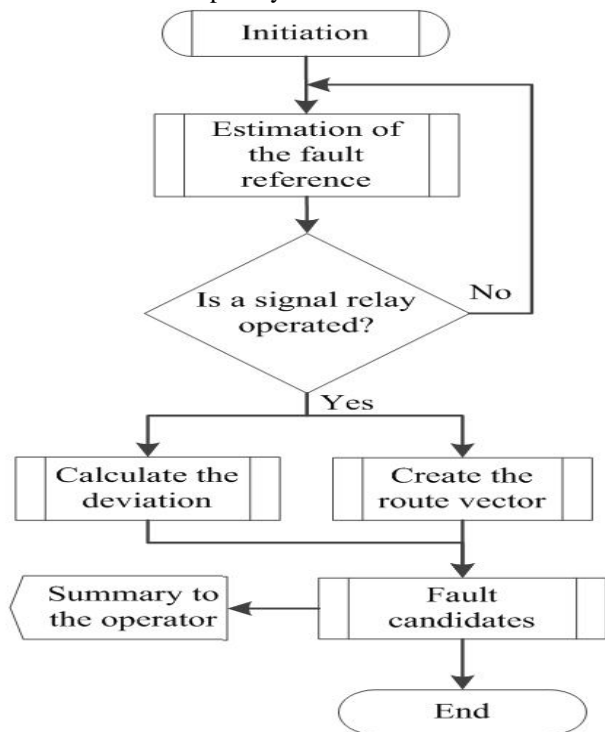 Initiation
Estimation of
the fault
reference
Is a signal relay
operated?
No
Yes
Calculate the
deviation
Create the
route vector
Summary to
the operator
Fault
candidates
End